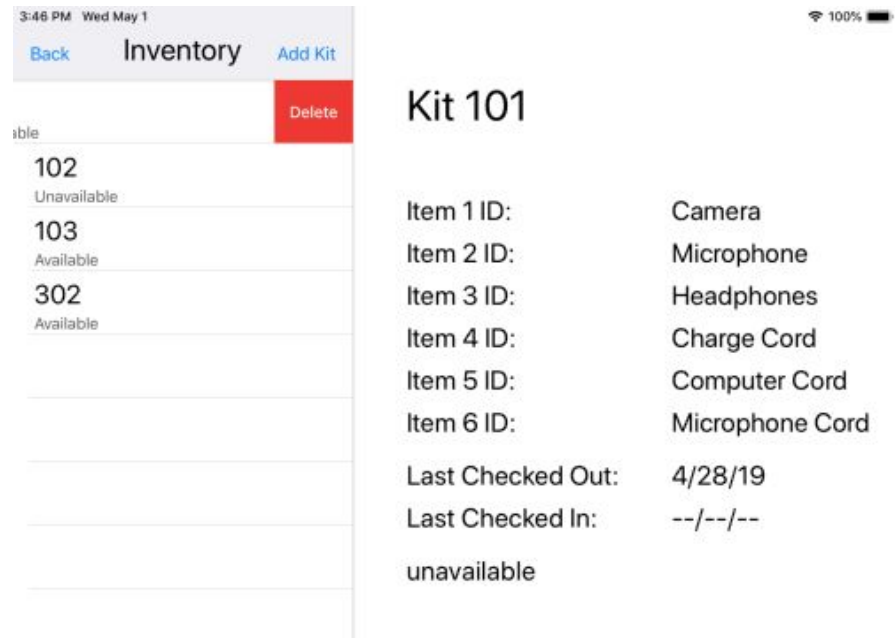 3:46 PM Wed May 1
100%
Back Inventory Add Kit
Delete
102
Unavailable
103
Available
302
Available
Kit 101
Item 1 ID: Camera
Item 2 ID: Microphone
Item 3 ID: Headphones
Item 4 ID: Charge Cord
Item 5 ID: Computer Cord
Item 6 ID: Microphone Cord
Last Checked Out: 4/28/19
Last Checked In: --/--/--
unavailable